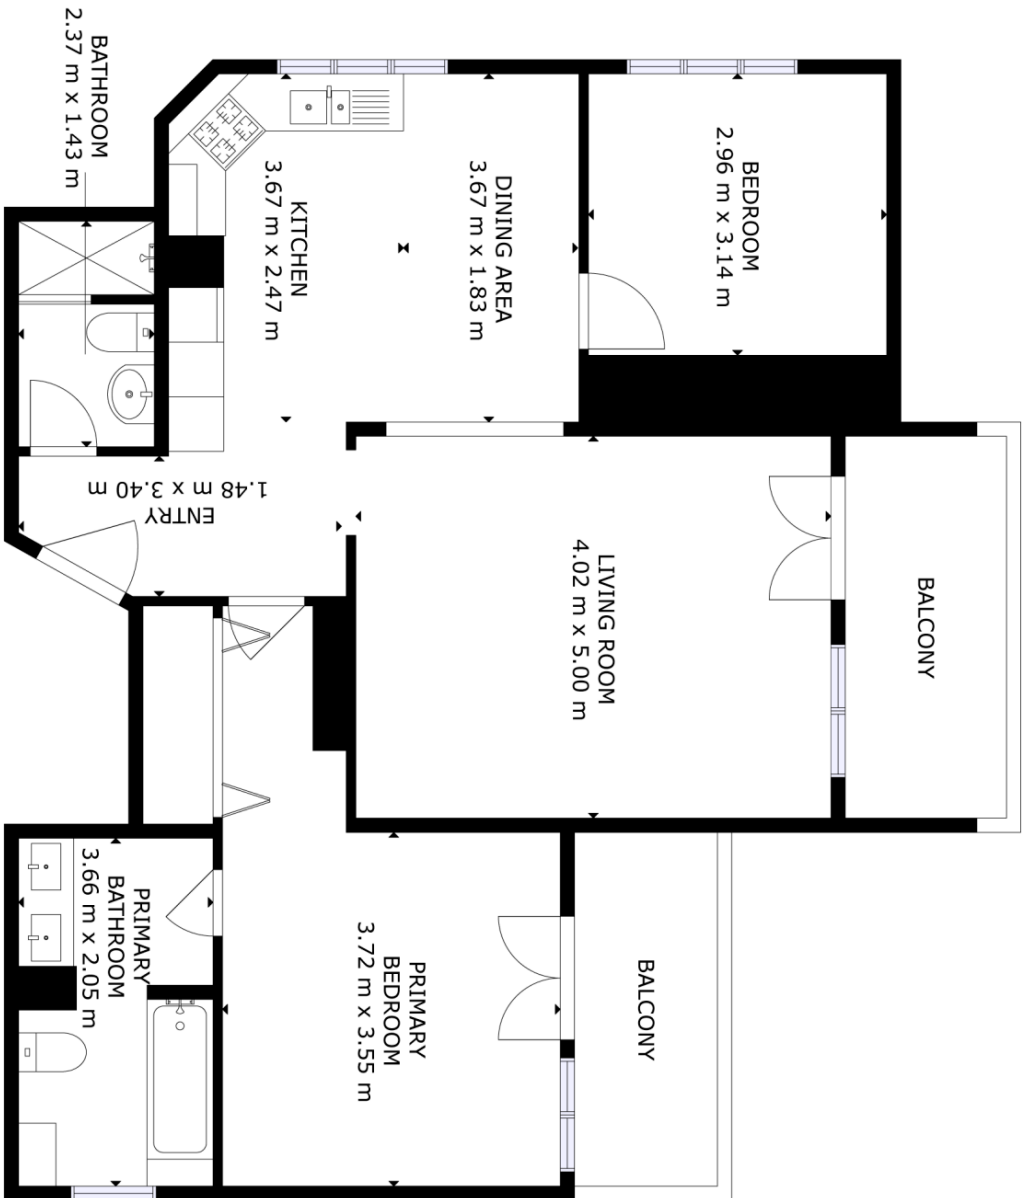 BATHROOM
2.37 m x 1.43 m
KITCHEN
3.67 m x 2.47 m
DINING AREA
3.67 m x 1.83 m
BEDROOM
2.96 m x 3.14 m
ENTRY
1.48 m x 3.40 m
LIVING ROOM
4.02 m x 5.00 m
BALCONY
PRIMARY
BATHROOM
3.66 m x 2.05 m
PRIMARY
BEDROOM
3.72 m x 3.55 m
BALCONY